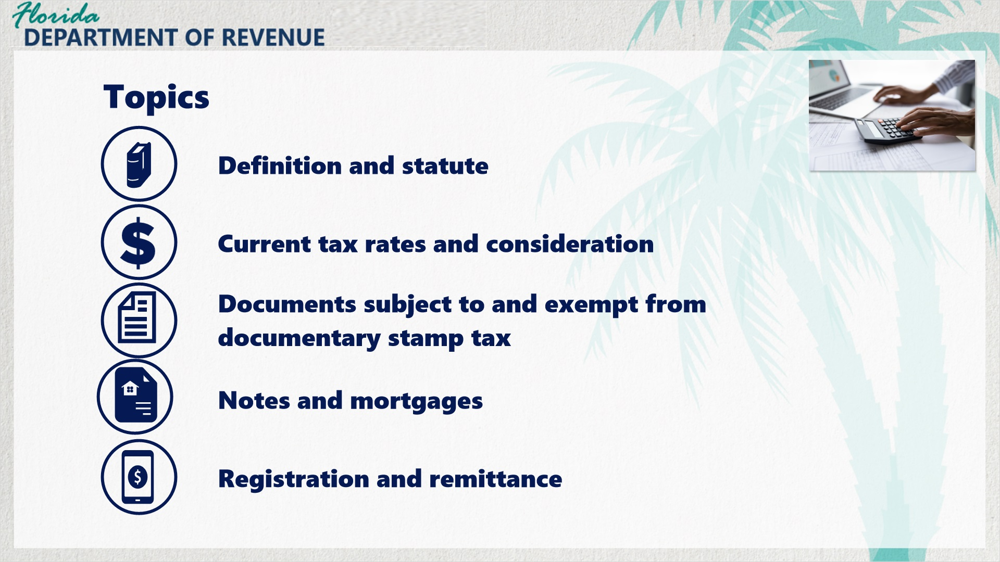 Florida
DEPARTMENT OF REVENUE
Topics
Definition and statute
$
Current tax rates and consideration
Documents subject to and exempt from
documentary stamp tax
Notes and mortgages
$
Registration and remittance